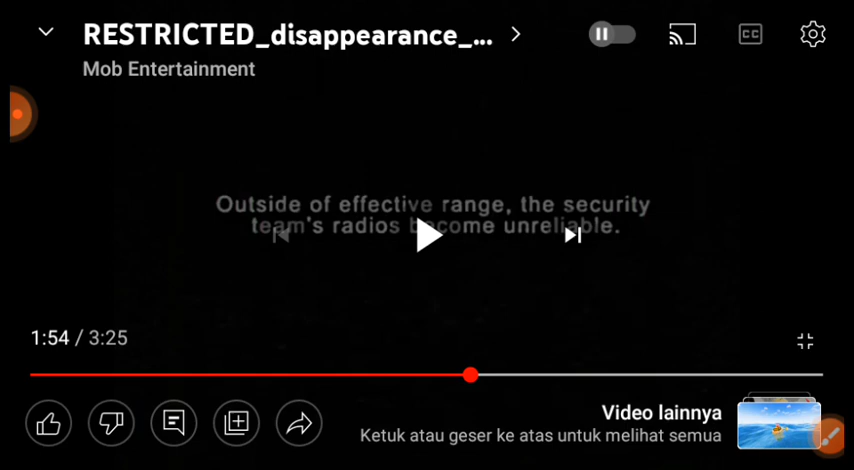 RESTRICTED_disappearance_...
Mob Entertainment
CC
Outside of effective range, the security
team's radios become unreliable.
1:54 / 3:25
Video lainnya
Ketuk atau geser ke atas untuk melihat semua